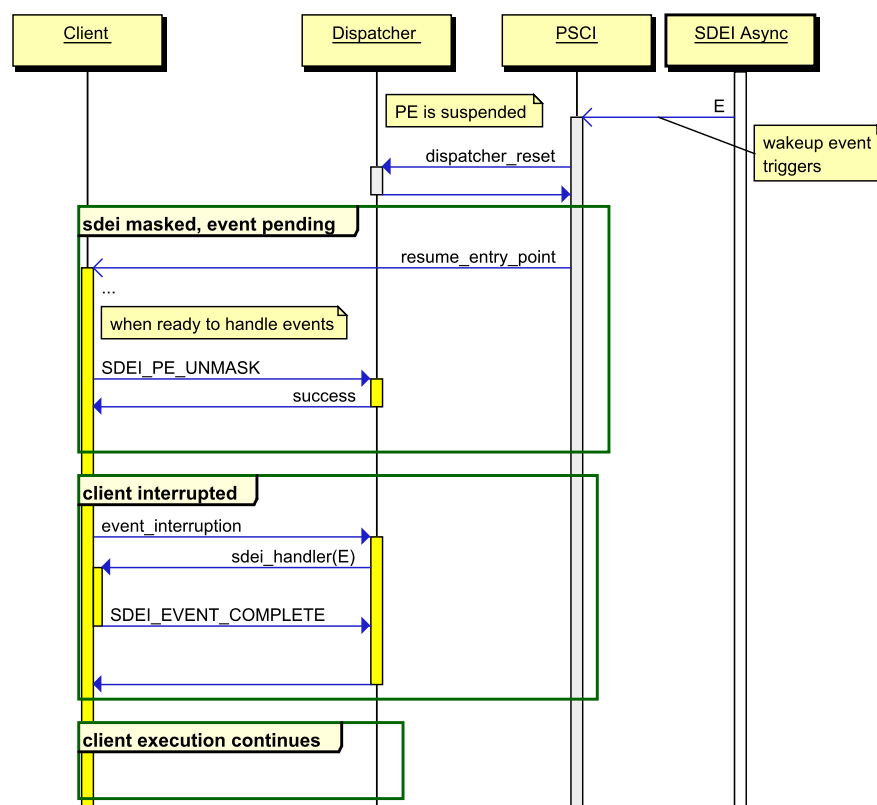 Client
Dispatcher
PSCI
SDEI Async
PE is suspended
E
wakeup event
triggers
dispatcher_reset
sdei masked, event pending
resume_entry_point
...
when ready to handle events
SDEI_PE_UNMASK
success
client interrupted
event_interruption
sdei_handler(E)
SDEI_EVENT_COMPLETE
client execution continues